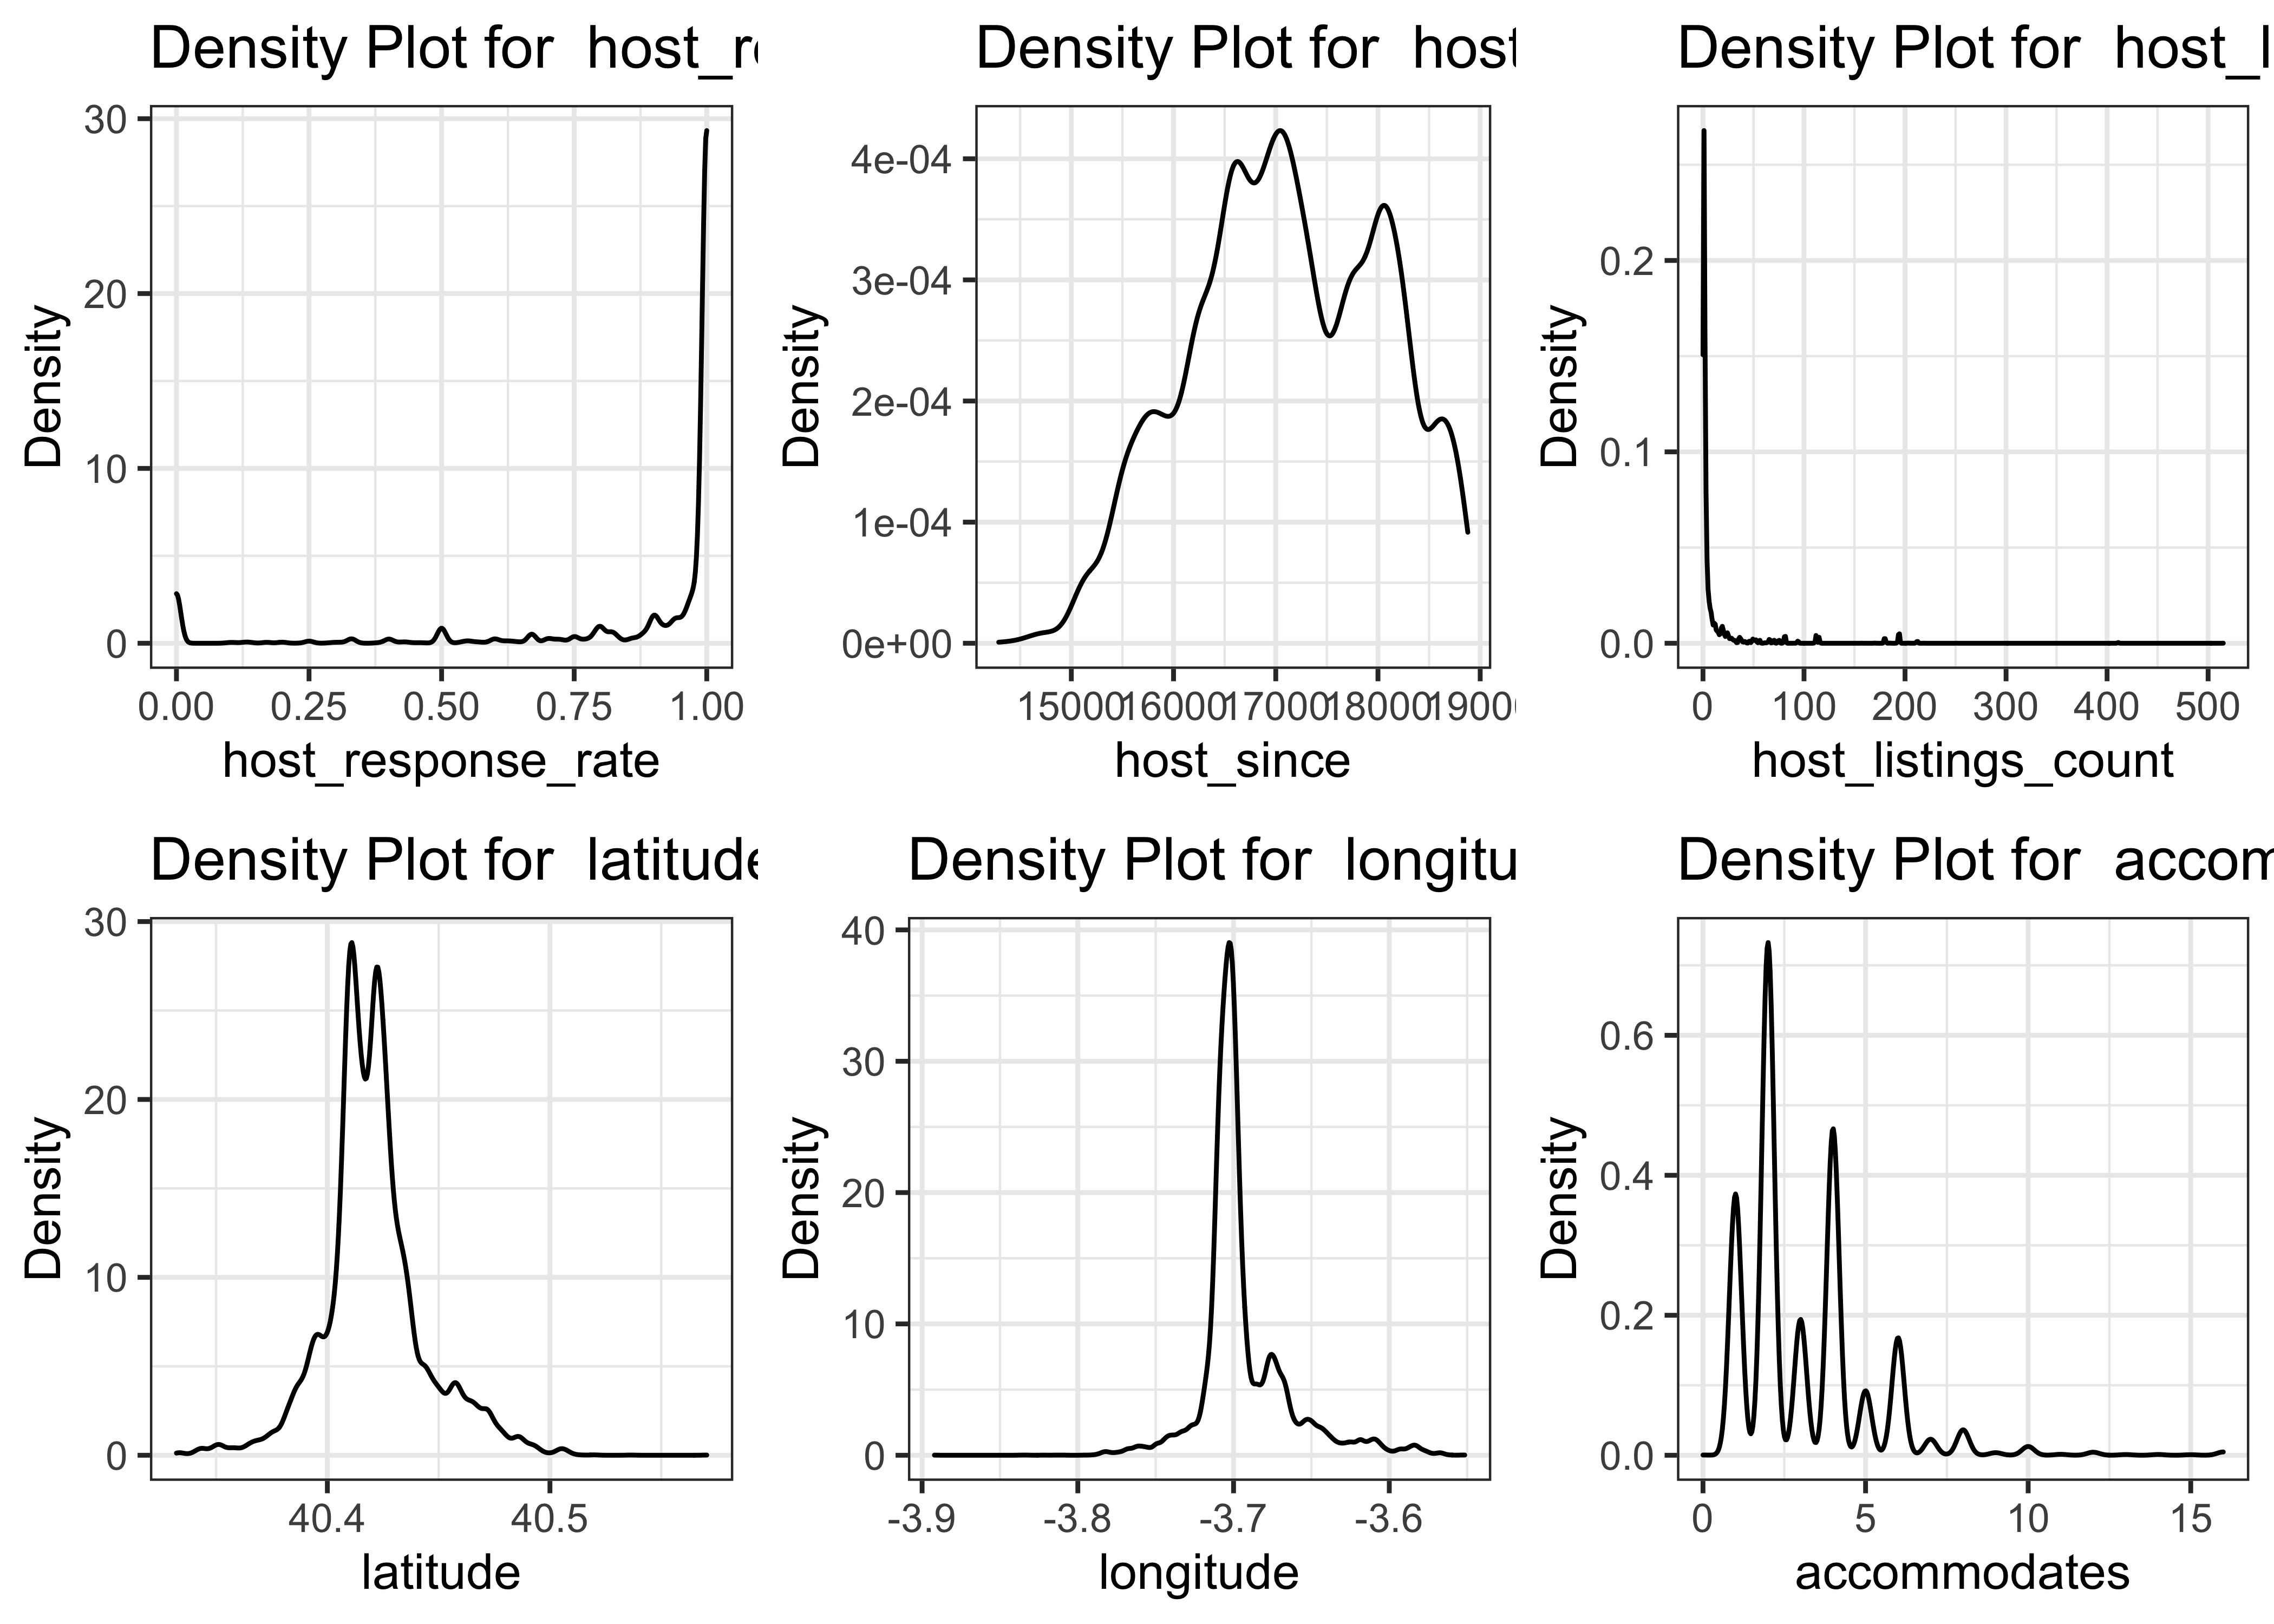 Density Plot for host_r
Density
30
20
10
0
0.00 0.25 0.50 0.75 1.00
host_response_rate
Density Plot for host
Density
4e-04
3e-04
2e-04
1e-04
0e+00
15000 16000 17000 18000 1900
host_since
Density Plot for host_l
Density
0.2
0.1
0.0
0 100 200 300 400 500
host_listings_count
Density Plot for latitude
Density
30
20
10
0
40.4 40.5
latitude
Density Plot for longitu
Density
40
30
20
10
0
-3.9 -3.8 -3.7 -3.6
longitude
Density Plot for accom
Density
0.6
0.4
0.2
0.0
0 5 10 15
accommodates